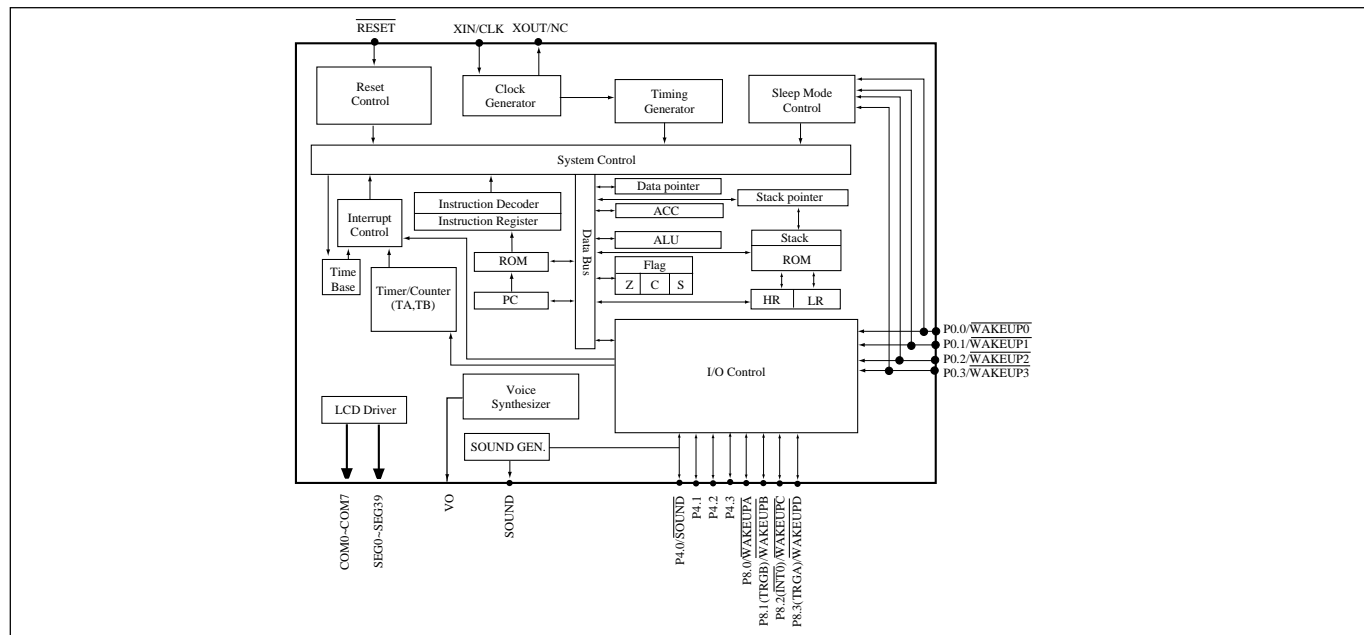 RESET
XIN/CLK
XOUT/NC
Reset
Control
Clock
Generator
Timing
Generator
Sleep Mode
Control
System Control
Interrupt
Control
Instruction Decoder
Instruction Register
Data Bus
Data pointer
ACC
ALU
Flag
Z
C
S
Stack pointer
Stack
ROM
HR
LR
ROM
PC
Time
Base
Timer/Counter
(TA,TB)
I/O Control
P0.0/WAKEUP0
P0.1/WAKEUP1
P0.2/WAKEUP2
P0.3/WAKEUP3
Voice
Synthesizer
LCD Driver
SOUND GEN.
COM0~COM7
SEG0~SEG39
VO
SOUND
P4.0/SOUND
P4.1
P4.2
P4.3
P8.0/WAKEUPA
P8.1(TRGB)/WAKEUPB
P8.2(INT0)/WAKEUPC
P8.3(TRGA)/WAKEUPD